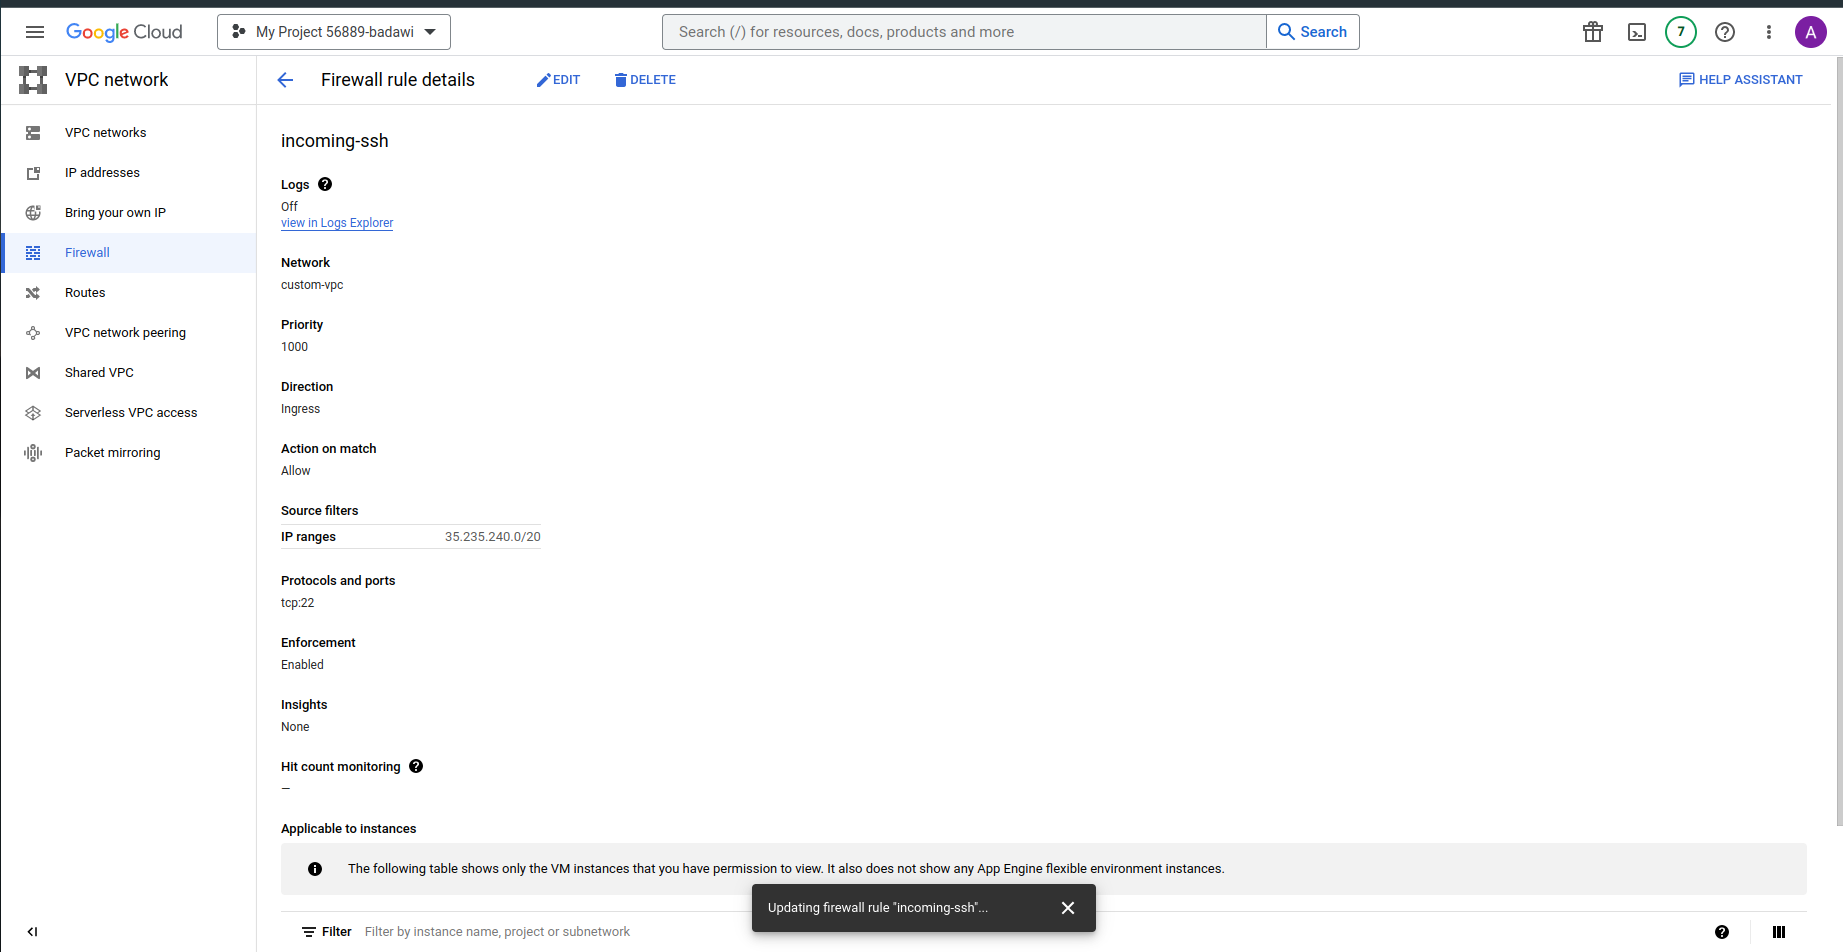 Google Cloud
My Project 56889-badawi
Search (/) for resources, docs, products and more
Search
7
A
VPC network
Firewall rule details
EDIT
DELETE
HELP ASSISTANT
VPC networks
IP addresses
Bring your own IP
Firewall
Routes
VPC network peering
Shared VPC
Serverless VPC access
Packet mirroring
incoming-ssh
Logs
Off
view in Logs Explorer
Network
custom-vpc
Priority
1000
Direction
Ingress
Action on match
Allow
Source filters
IP ranges 35.235.240.0/20
Protocols and ports
tcp:22
Enforcement
Enabled
Insights
None
Hit count monitoring
—
Applicable to instances
The following table shows only the VM instances that you have permission to view. It also does not show any App Engine flexible environment instances.
Updating firewall rule "incoming-ssh"...
Filter Filter by instance name, project or subnetwork